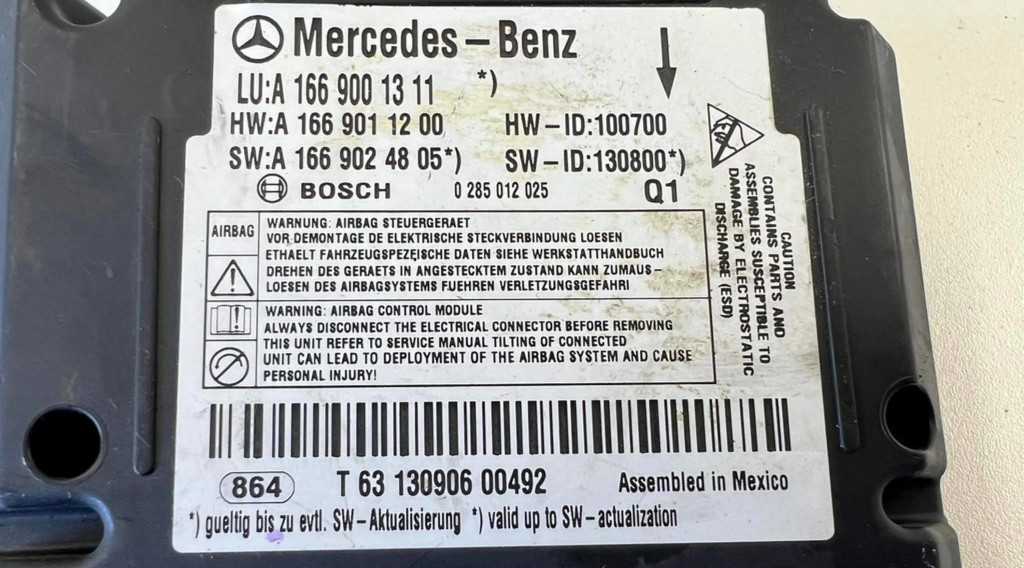 Mercedes-Benz
LU:A 166 900 13 11 *)
HW:A 166 901 12 00 HW-ID:100700
SW:A 166 902 48 05*) SW-ID:130800*)
BOSCH 0 285 012 025 Q1
AIRBAG
WARNUNG: AIRBAG STEUERGERAET
VOR DEMONTAGE DE ELEKTRISCHE STECKVERBINDUNG LOESEN
ETHAELT FAHRZEUGSPEZEISCHE DATEN SIEHE WERKSTATTHANDBUCH
DREHEN DES GERAETS IN ANGESTECKTEM ZUSTAND KANN ZUMAUS-
LOESEN DES AIRBAGSYSTEMS FUEHREN VERLETZUNGSGEFAHRI
WARNING: AIRBAG CONTROL MODULE
ALWAYS DISCONNECT THE ELECTRICAL CONNECTOR BEFORE REMOVING
THIS UNIT REFER TO SERVICE MANUAL TILTING OF CONNECTED
UNIT CAN LEAD TO DEPLOYMENT OF THE AIRBAG SYSTEM AND CAUSE
PERSONAL INJURY!
CAUTION
CONTAINS PARTS AND
ASSEMBLIES SUSCEPTIBLE TO
DAMAGE BY ELECTROSTATIC
DISCHARGE (ESD)
864 T 63 130906 00492 Assembled in Mexico
*) gueltig bis zu evtl. SW-Aktualisierung *) valid up to SW-actualization